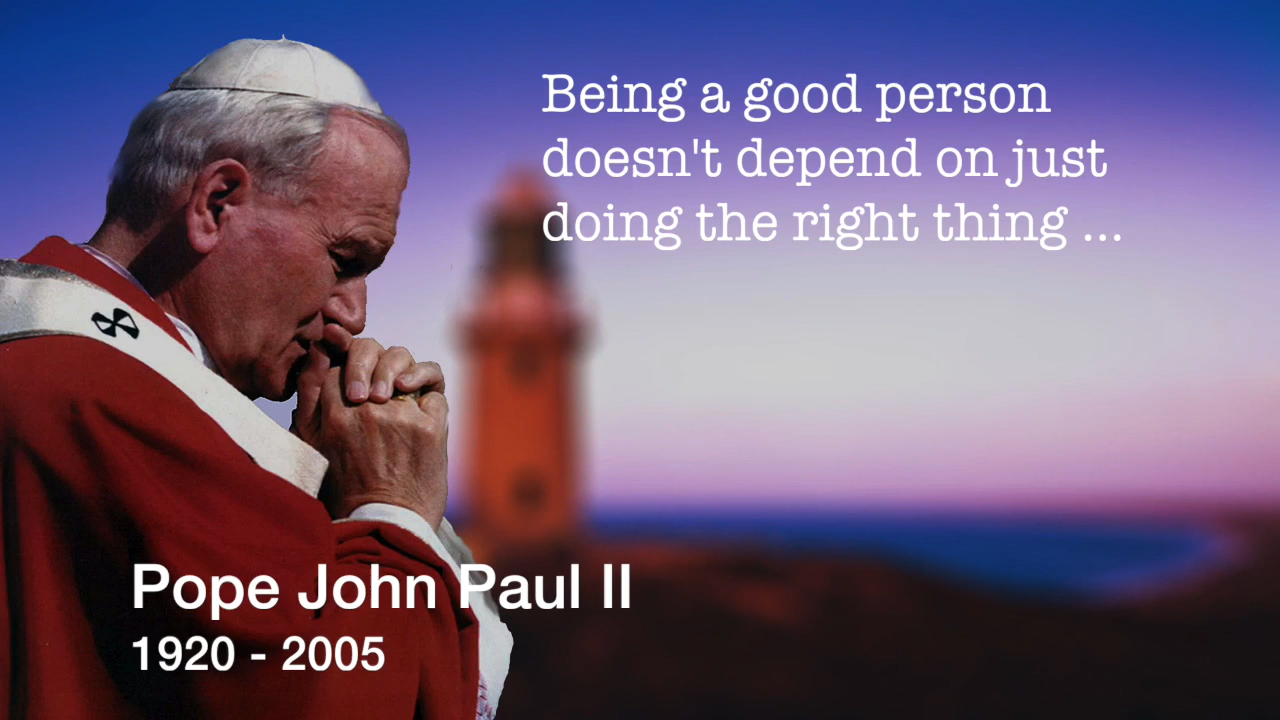 Being a good person
doesn't depend on just
doing the right thing ...
Pope John Paul II
1920 - 2005